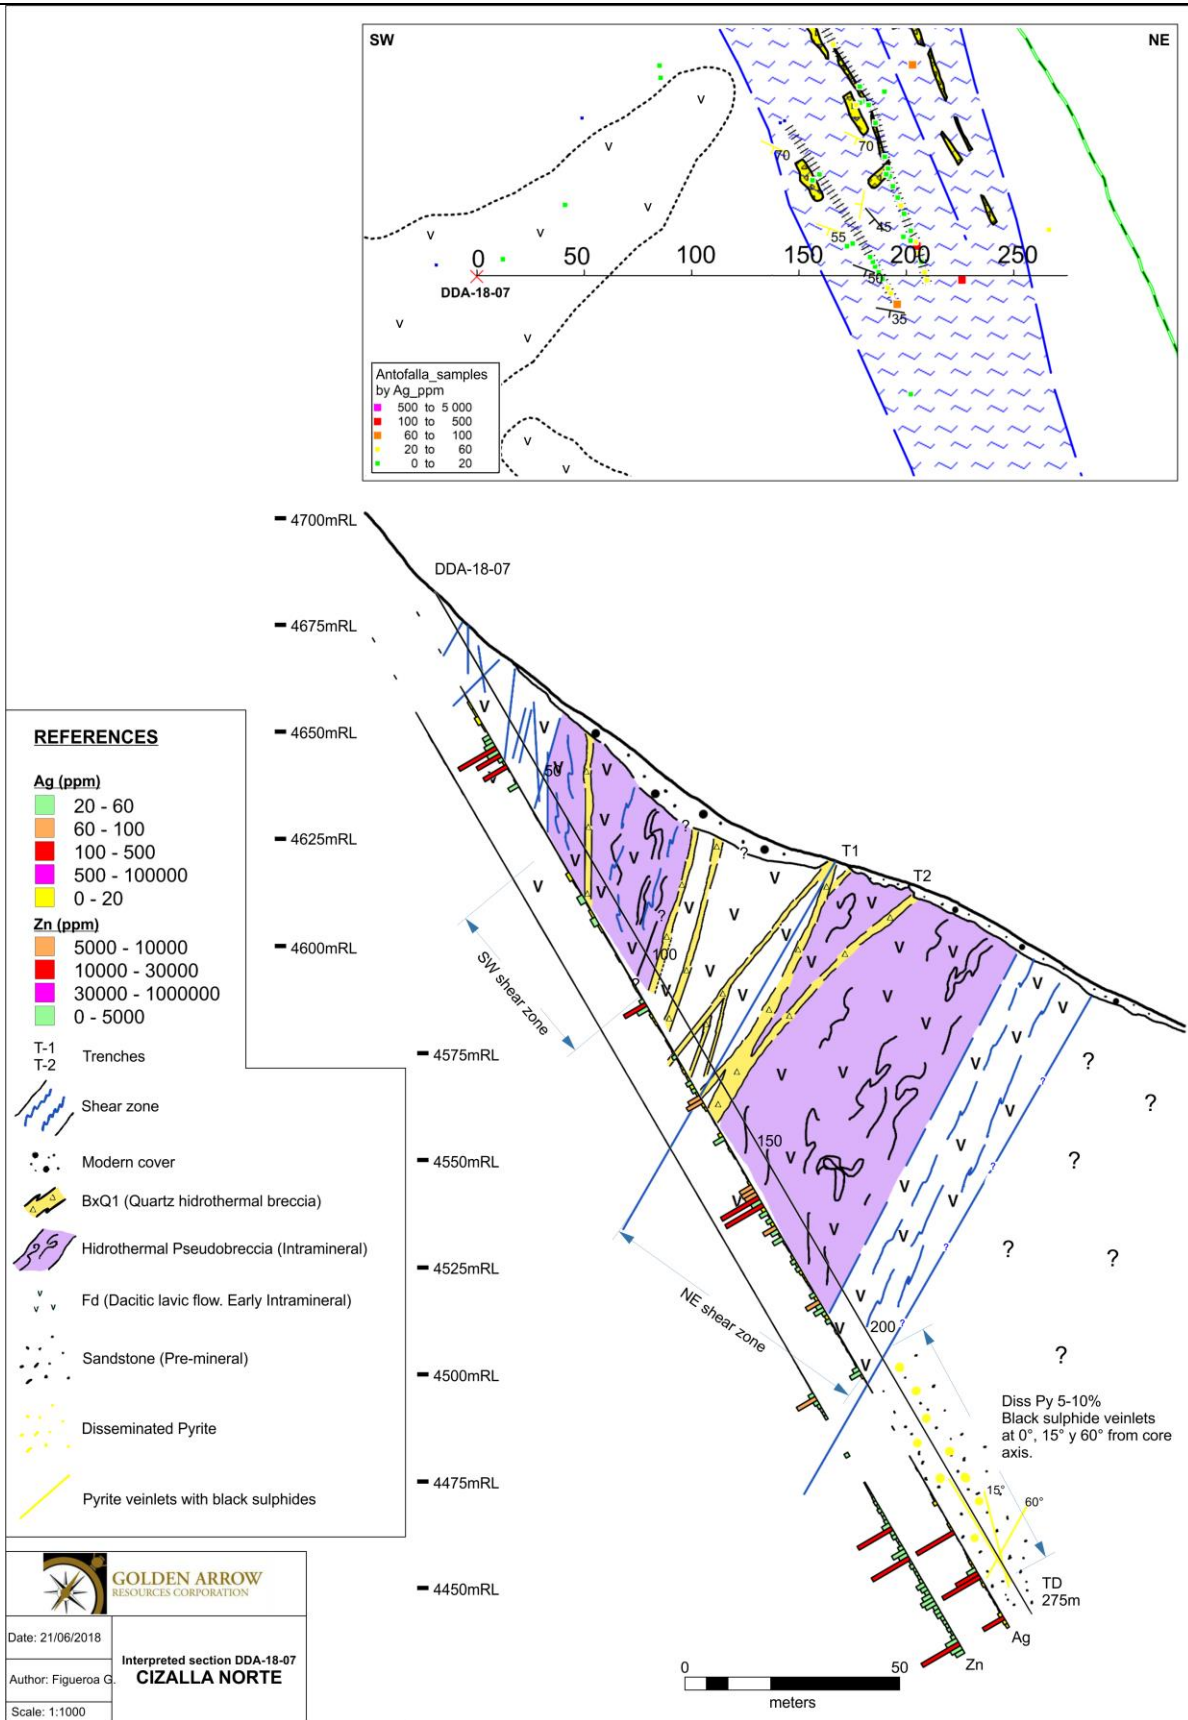 SW
NE
70
70
45
55
0
50
100
150
200
250
DDA-18-07
50
35
Antofalla_samples
by Ag_ppm
500 to 5 000
100 to 500
60 to 100
20 to 60
0 to 20
4700mRL
DDA-18-07
4675mRL
4650mRL
50
4625mRL
?
?
T1
T2
?
4600mRL
100
?
SW shear zone
4575mRL
?
?
?
150
4550mRL
?
?
4525mRL
?
?
?
NE shear zone
200
?
?
4500mRL
Diss Py 5-10%
Black sulphide veinlets
at 0°, 15° y 60° from core
axis.
4475mRL
15°
60°
4450mRL
TD
275m
Ag
Zn
0
50
meters
REFERENCES
Ag (ppm)
20 - 60
60 - 100
100 - 500
500 - 100000
0 - 20
Zn (ppm)
5000 - 10000
10000 - 30000
30000 - 1000000
0 - 5000
T-1
T-2
Trenches
Shear zone
Modern cover
BxQ1 (Quartz hidrothermal breccia)
Hidrothermal Pseudobreccia (Intramineral)
Fd (Dacitic lavic flow. Early Intramineral)
Sandstone (Pre-mineral)
Disseminated Pyrite
Pyrite veinlets with black sulphides
GOLDEN ARROW
RESOURCES CORPORATION
Date: 21/06/2018
Author: Figueroa G.
Scale: 1:1000
Interpreted section DDA-18-07
CIZALLA NORTE